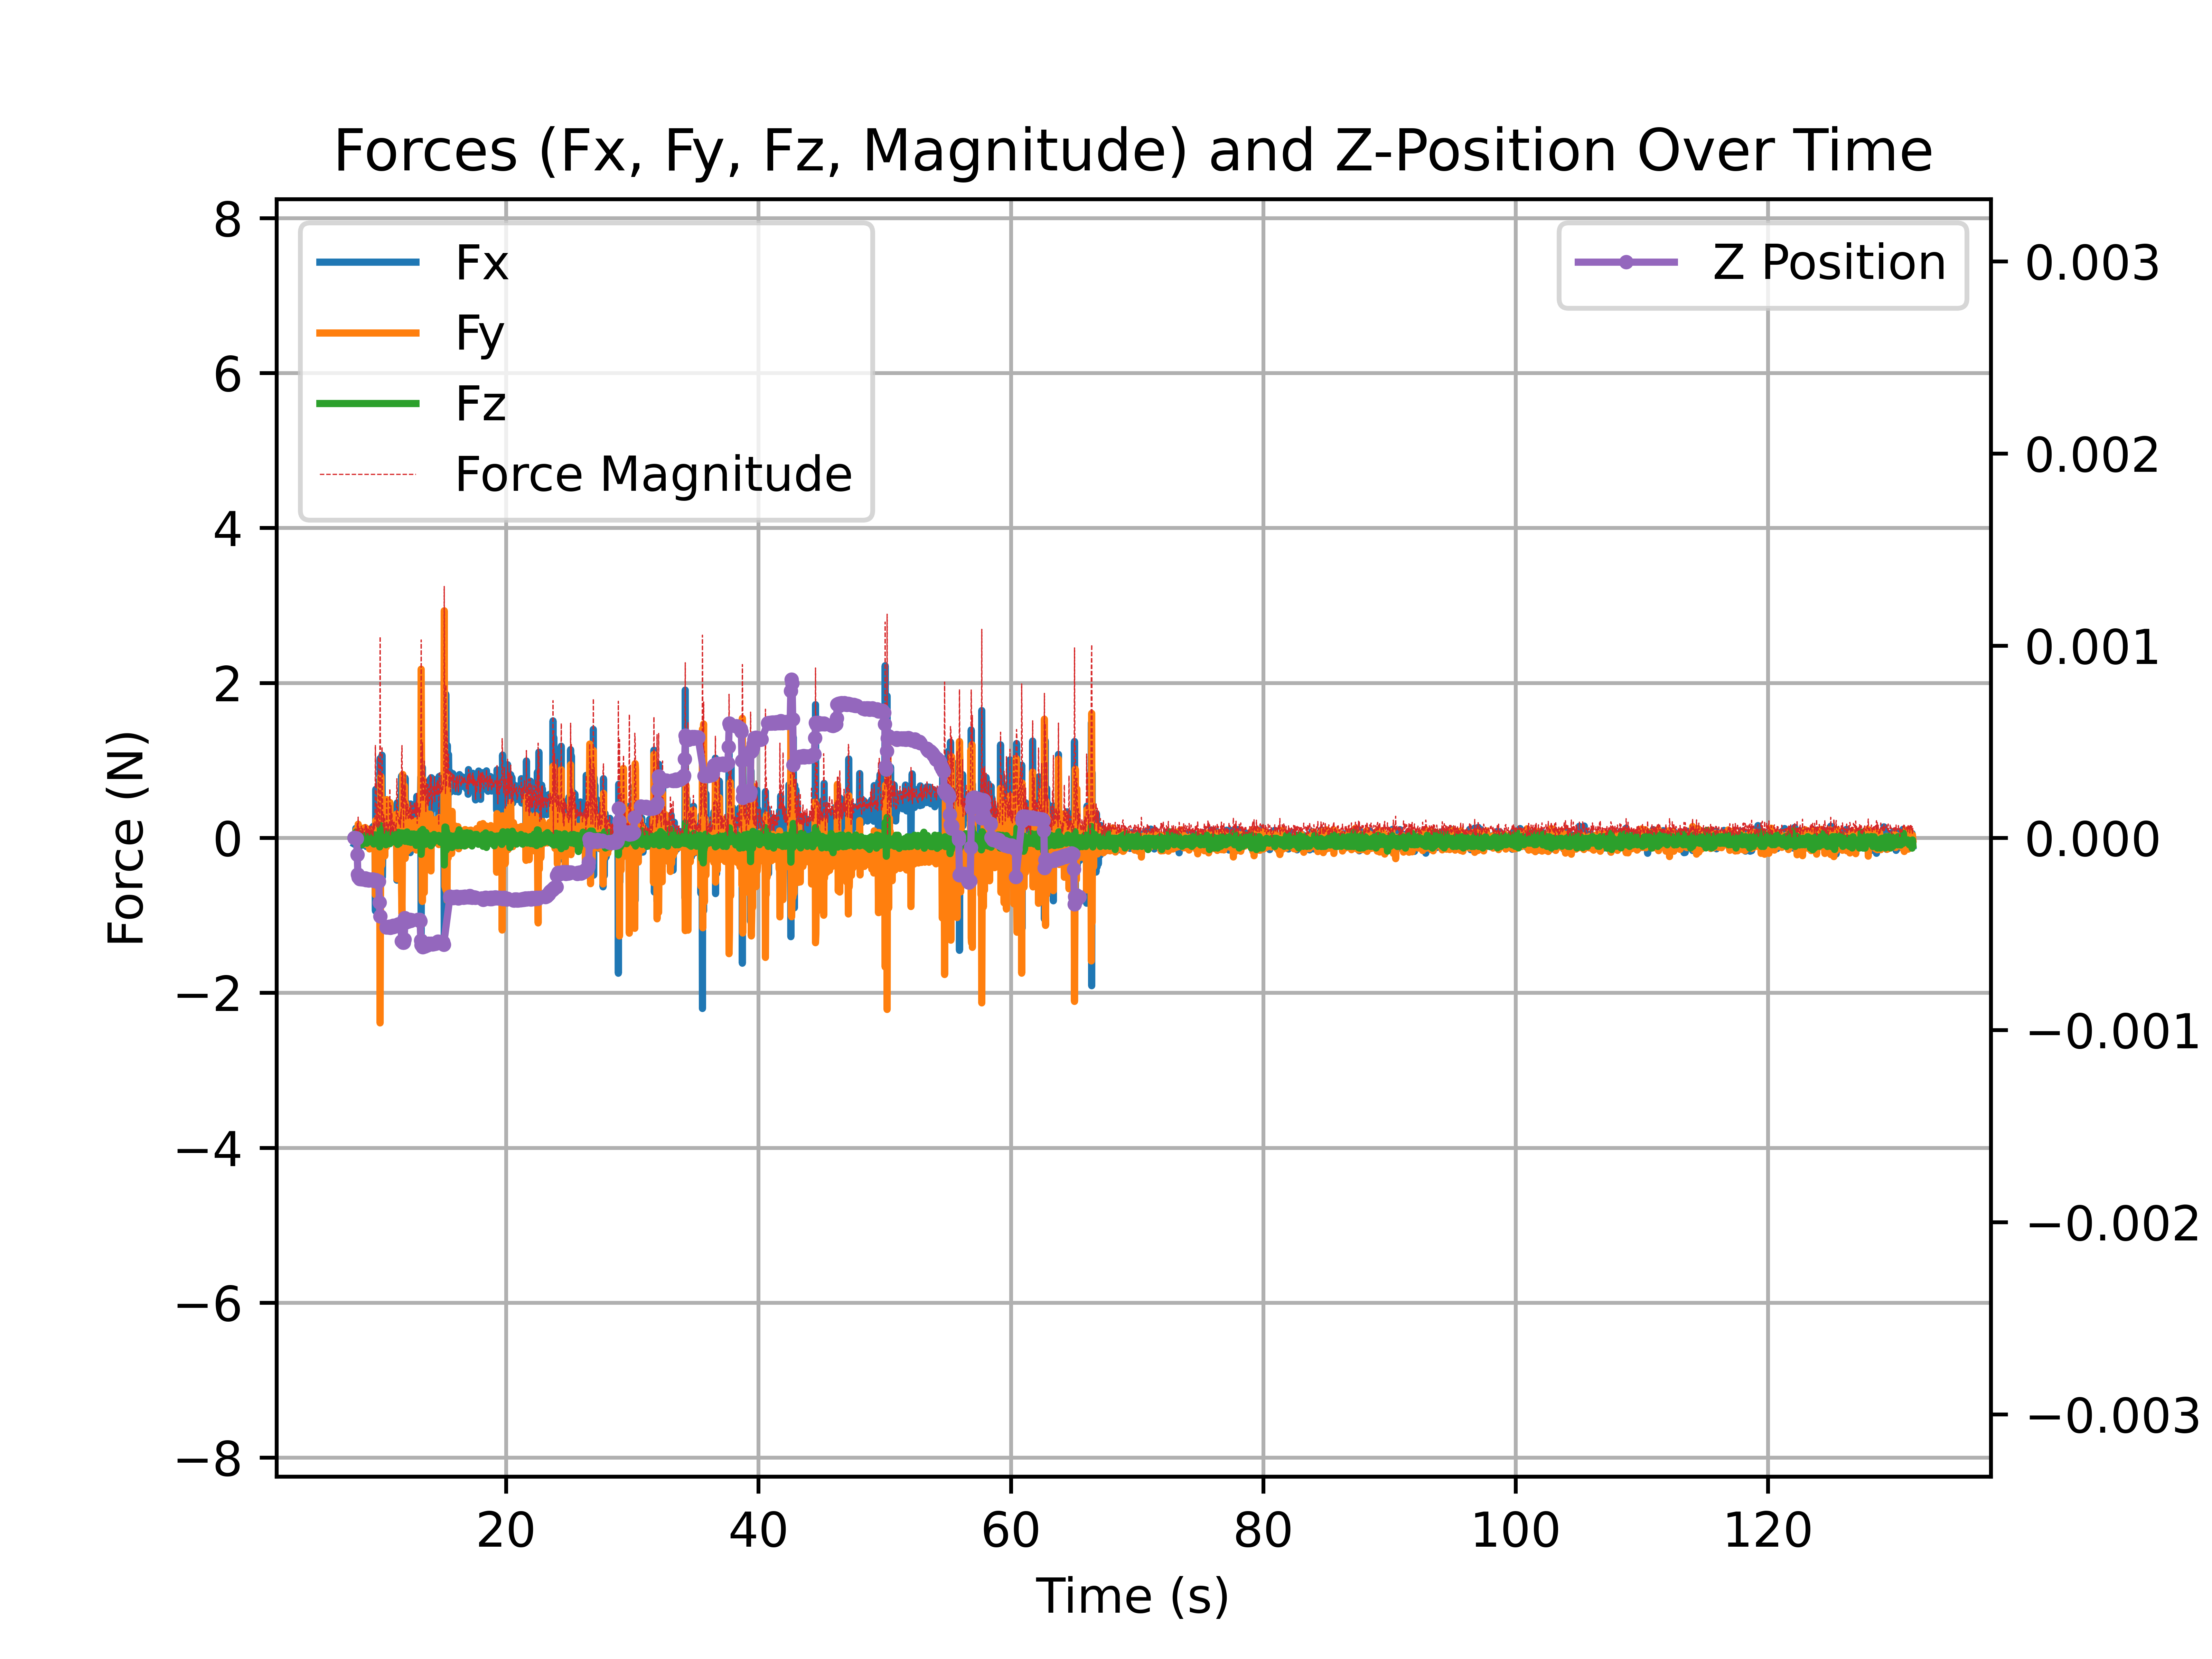 Forces (Fx, Fy, Fz, Magnitude) and Z-Position Over Time
Fx
Fy
Fz
Force Magnitude
Z Position
Force (N)
8
6
4
2
0
−2
−4
−6
−8
0.003
0.002
0.001
0.000
−0.001
−0.002
−0.003
20 40 60 80 100 120
Time (s)